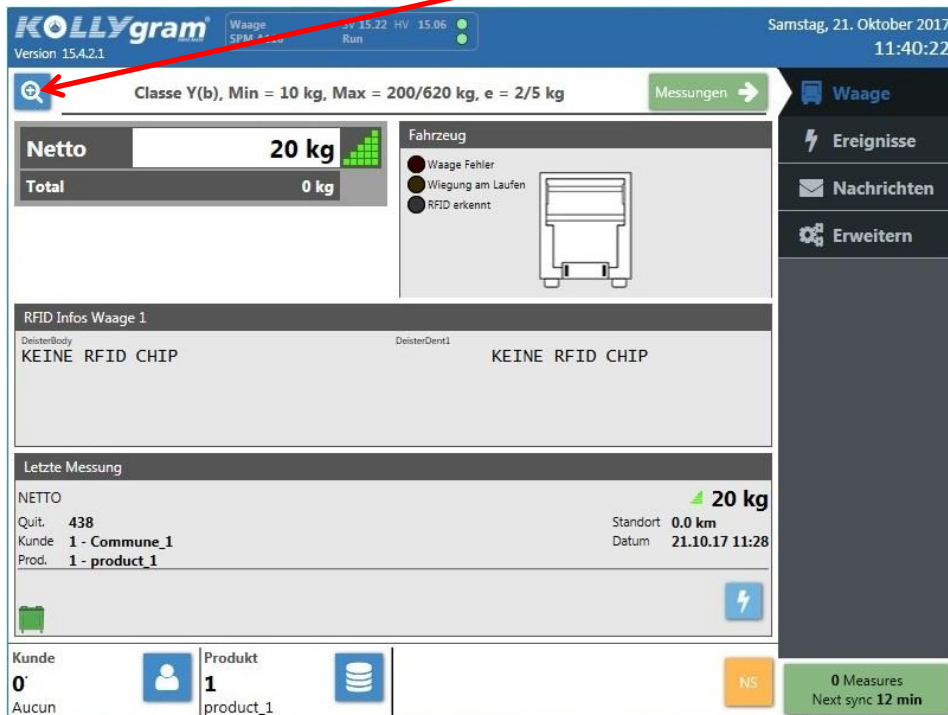 KOLLYgram
Version 15.4.2.1
Waage SV 15.22 HV 15.06
Run
Samstag, 21. Oktober 2017
11:40:22
Classe Y(b), Min = 10 kg, Max = 200/620 kg, e = 2/5 kg
Messungen
Waage
Ereignisse
Nachrichten
Erweitern
Netto 20 kg
Total 0 kg
Fahrzeug
Waage Fehler
Wiegung am Laufen
RFID erkennt
RFID Infos Waage 1
DeisterBody
KEINE RFID CHIP
DeisterDent1
KEINE RFID CHIP
Letzte Messung
NETTO 20 kg
Quit. 438
Kunde 1 - Commune_1
Prod. 1 - product_1
Standort 0.0 km
Datum 21.10.17 11:28
Kunde
0
Aucun
Produkt
1
product_1
NS
0 Measures
Next sync 12 min